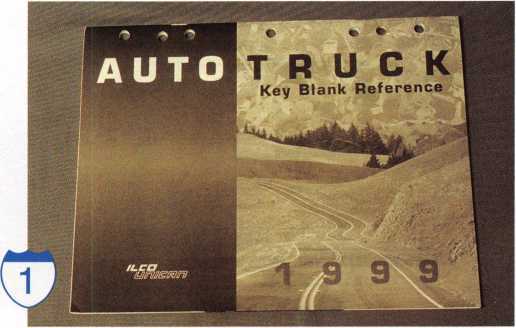 AUTO TRUCK
Key Blank Reference
ILCO
UNICAN
1999
1